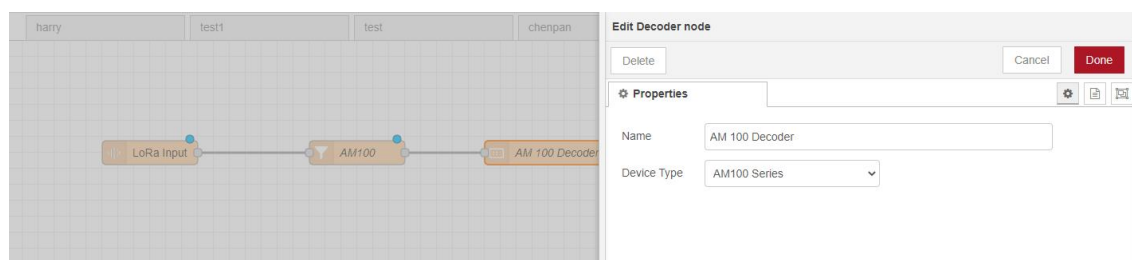 harry
test1
test
chenpan
LoRa Input
AM100
AM 100 Decoder
Edit Decoder node
Delete
Cancel
Done
Properties
Name
AM 100 Decoder
Device Type
AM100 Series